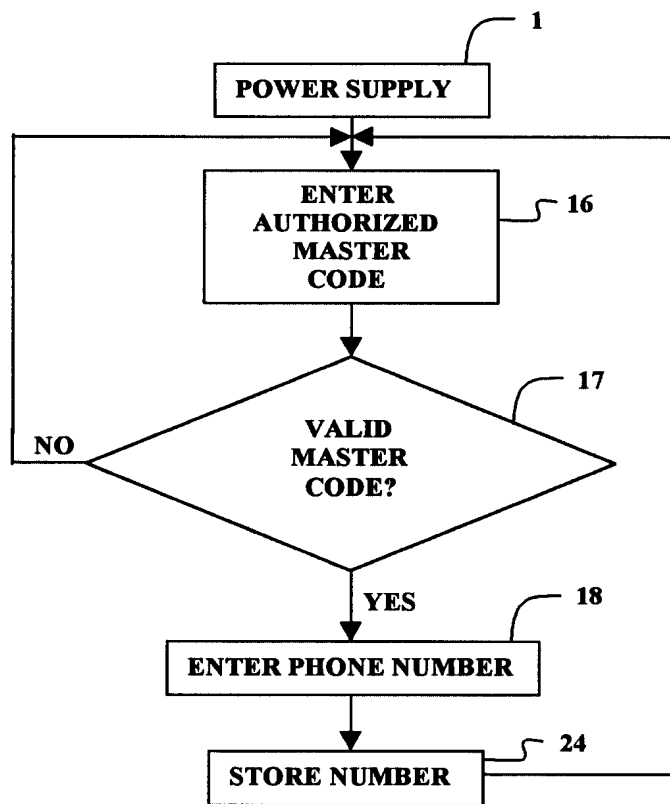 1
POWER SUPPLY
ENTER
AUTHORIZED
MASTER
CODE
16
17
VALID
MASTER
CODE?
NO
YES
18
ENTER PHONE NUMBER
24
STORE NUMBER